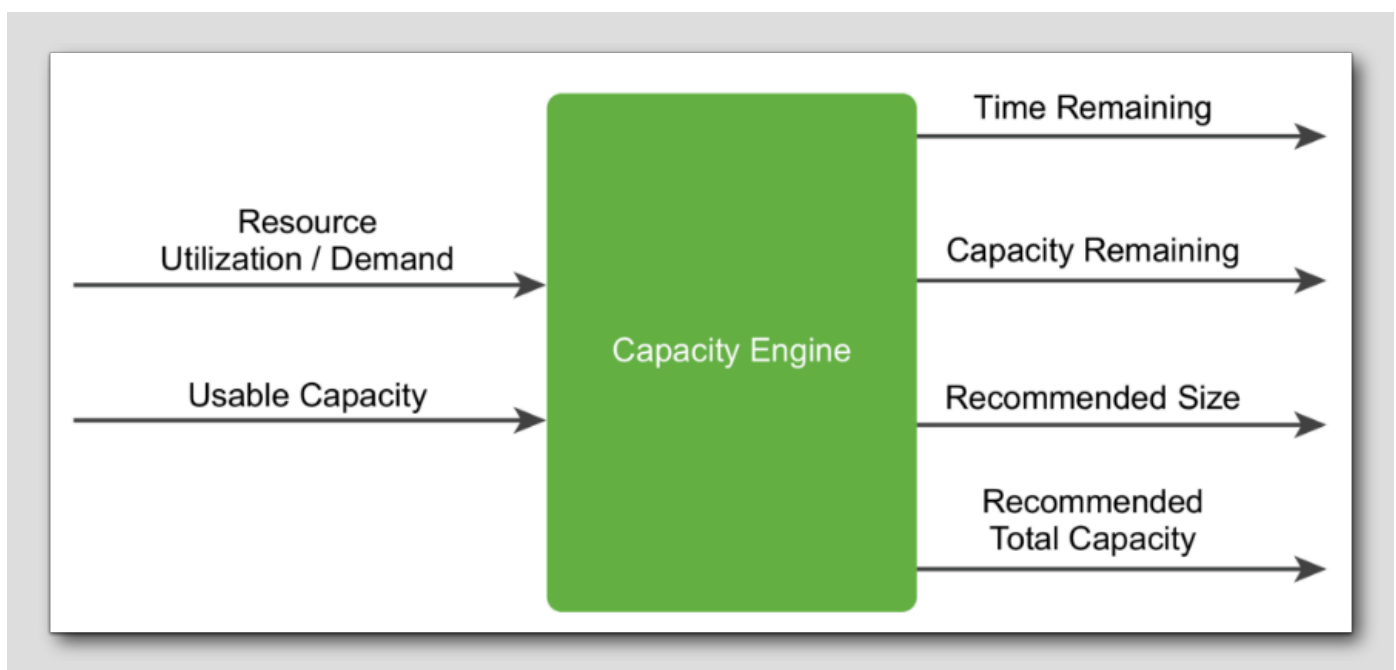 Resource
Utilization / Demand
Usable Capacity
Capacity Engine
Time Remaining
Capacity Remaining
Recommended Size
Recommended
Total Capacity